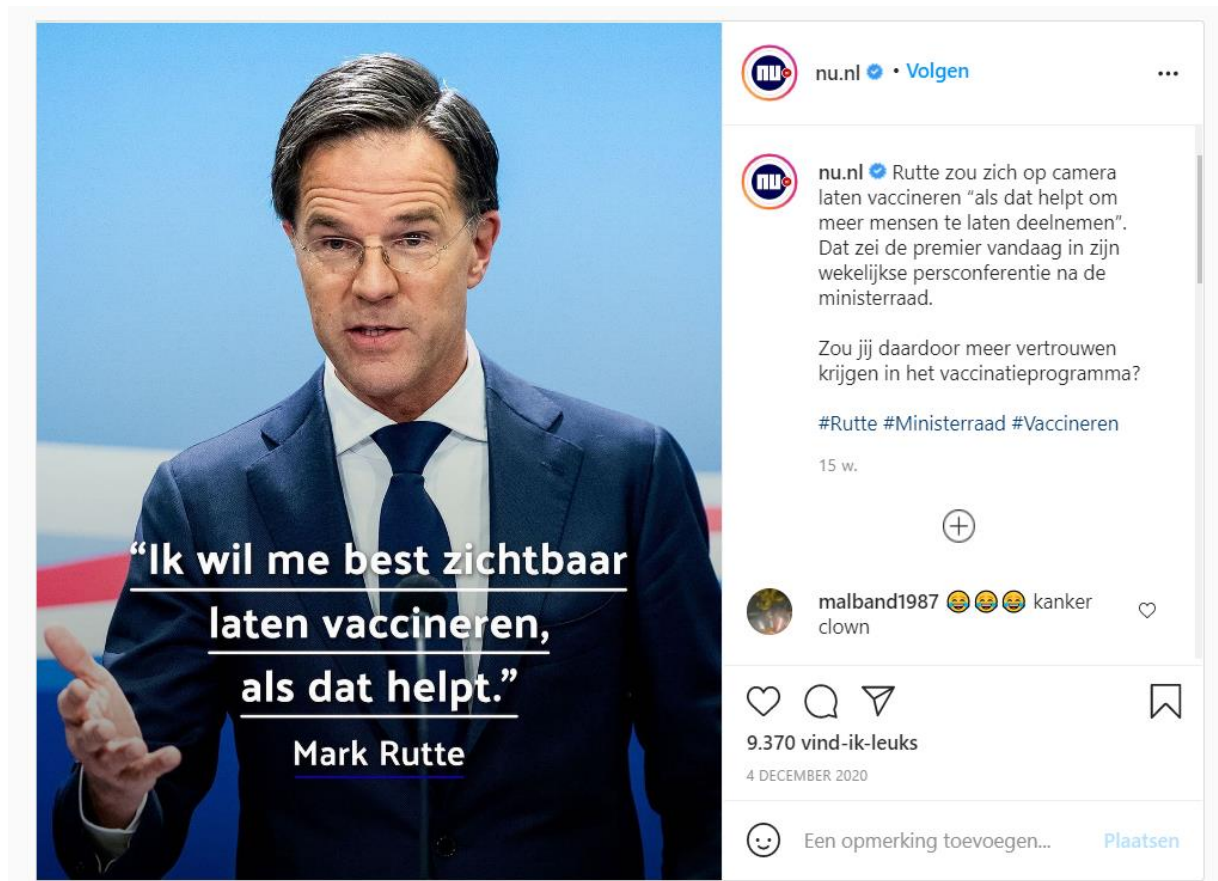 “Ik wil me best zichtbaar
laten vaccineren,
als dat helpt.”
Mark Rutte
nu.nl • Volgen
nu.nl Rutte zou zich op camera
laten vaccineren “als dat helpt om
meer mensen te laten deelnemen”.
Dat zei de premier vandaag in zijn
wekelijkse persconferentie na de
ministerraad.
Zou jij daardoor meer vertrouwen
krijgen in het vaccinatieprogramma?
#Rutte #Ministerraad #Vaccineren
15 w.
malband1987 😂😂😂 kanker
clown
9.370 vind-ik-leuks
4 DECEMBER 2020
Een opmerking toevoegen... Plaatsen